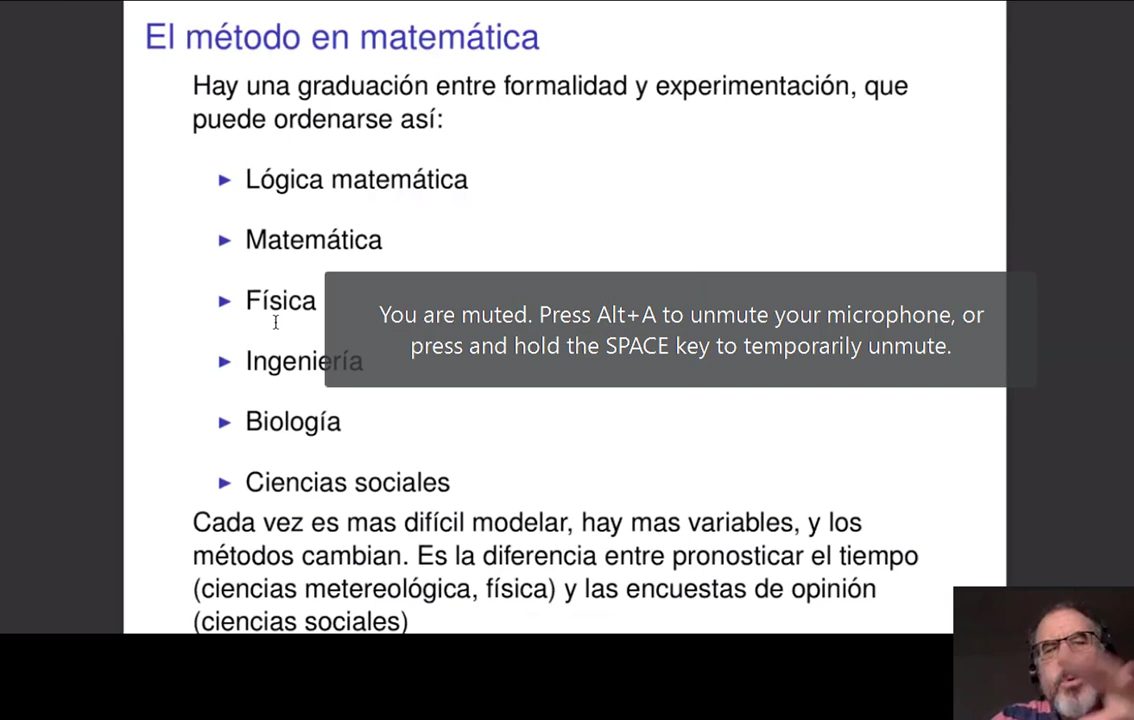 El método en matemática
Hay una graduación entre formalidad y experimentación, que
puede ordenarse así:
Lógica matemática
Matemática
Física
You are muted. Press Alt+A to unmute your microphone, or
press and hold the SPACE key to temporarily unmute.
Ingeniería
Biología
Ciencias sociales
Cada vez es mas difícil modelar, hay mas variables, y los
métodos cambian. Es la diferencia entre pronosticar el tiempo
(ciencias metereológica, física) y las encuestas de opinión
(ciencias sociales)